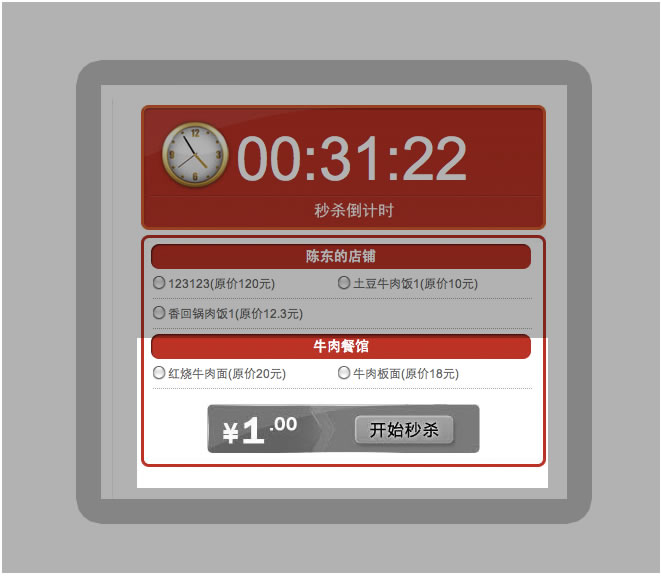 00:31:22
秒杀倒计时
陈东的店铺
123123(原价120元) 土豆牛肉饭1(原价10元)
香回锅肉饭1(原价12.3元)
牛肉餐馆
红烧牛肉面(原价20元) 牛肉板面(原价18元)
¥1.00 开始秒杀